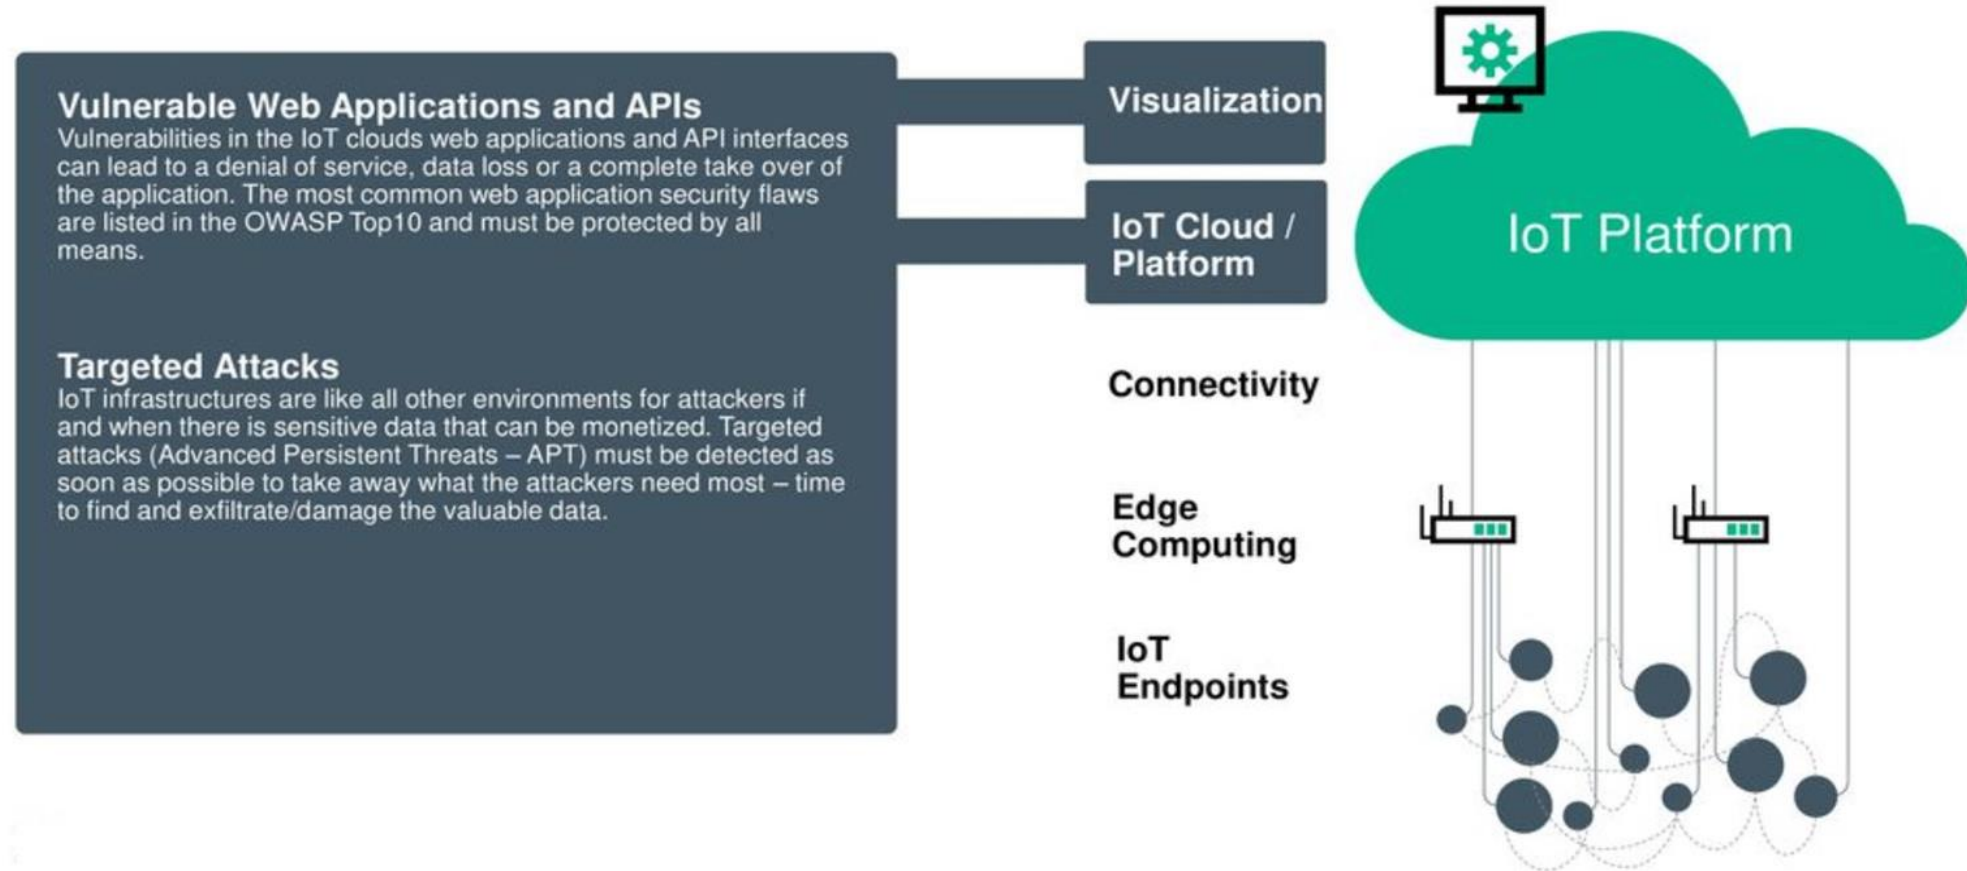 Vulnerable Web Applications and APIs
Vulnerabilities in the IoT clouds web applications and API interfaces
can lead to a denial of service, data loss or a complete take over of
the application. The most common web application security flaws
are listed in the OWASP Top10 and must be protected by all
means.
Targeted Attacks
IoT infrastructures are like all other environments for attackers if
and when there is sensitive data that can be monetized. Targeted
attacks (Advanced Persistent Threats – APT) must be detected as
soon as possible to take away what the attackers need most – time
to find and exfiltrate/damage the valuable data.
Visualization
IoT Cloud /
Platform
Connectivity
Edge
Computing
IoT
Endpoints
IoT Platform